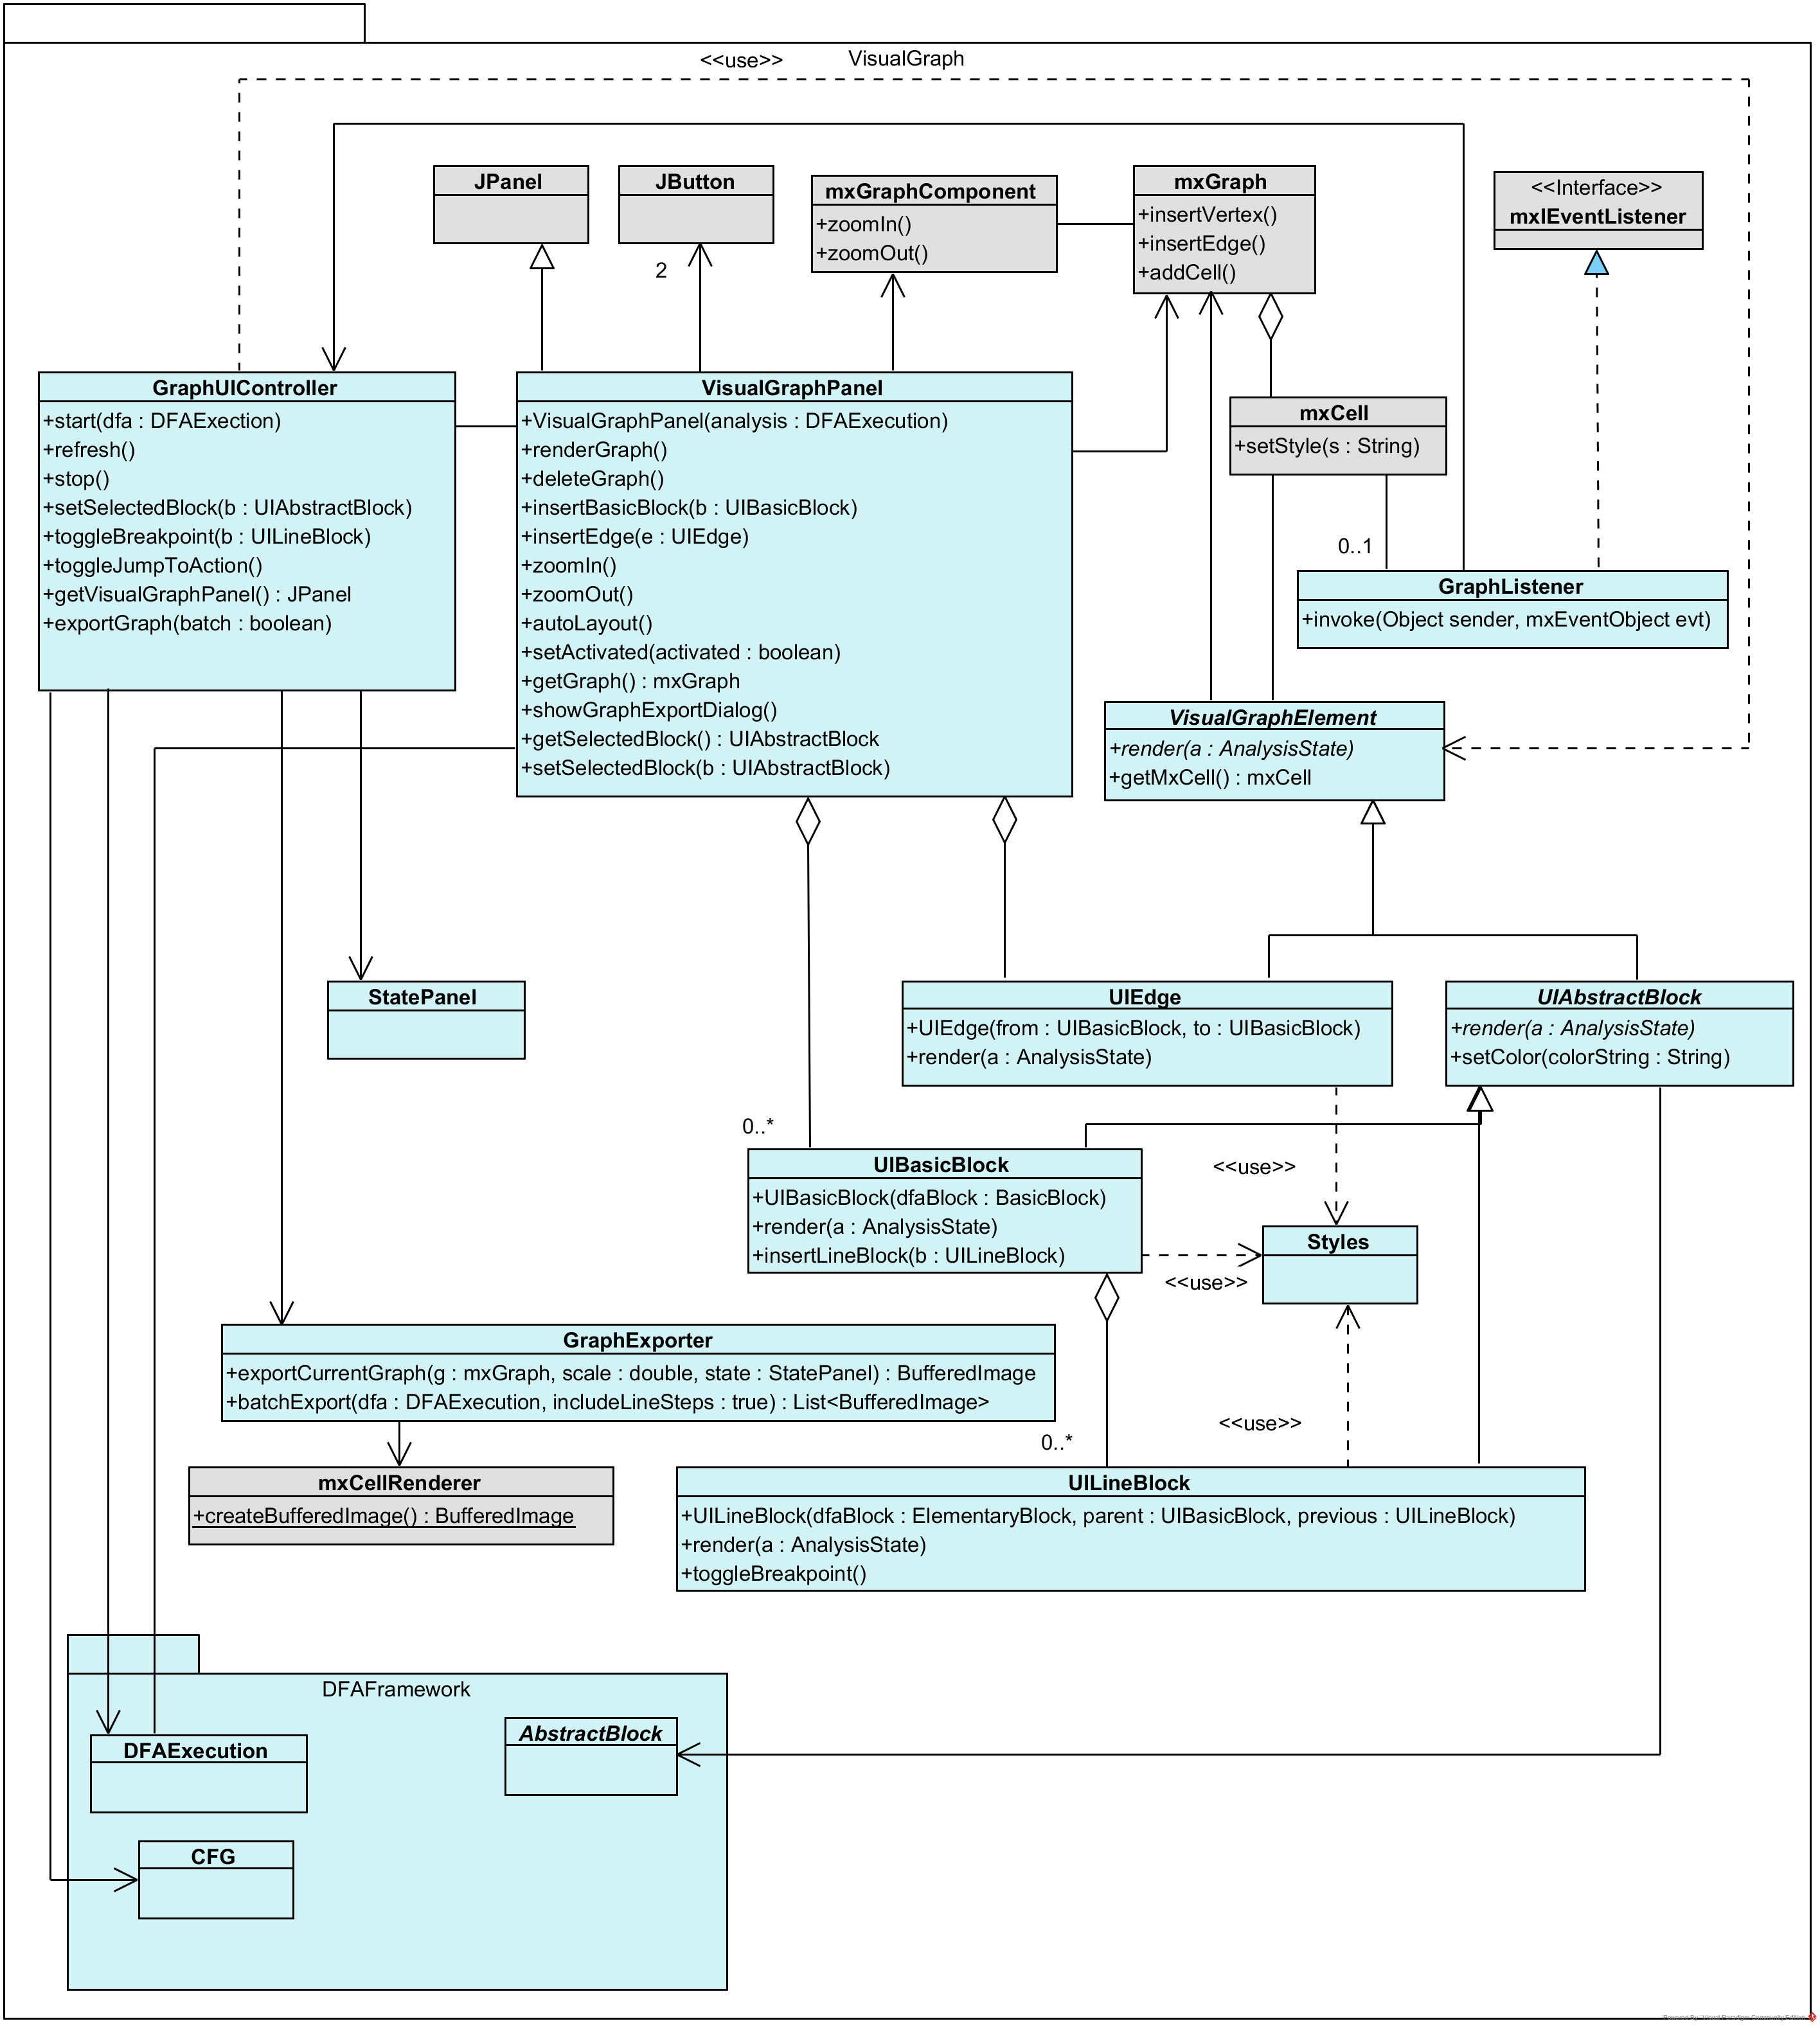 <<use>>
VisualGraph
JPanel
JButton
mxGraphComponent
+zoomIn()
+zoomOut()
mxGraph
+insertVertex()
+insertEdge()
+addCell()
<<Interface>>
mxIEventListener
2
GraphUIController
+start(dfa : DFAExection)
+refresh()
+stop()
+setSelectedBlock(b : UIAbstractBlock)
+toggleBreakpoint(b : UILineBlock)
+toggleJumpToAction()
+getVisualGraphPanel() : JPanel
+exportGraph(batch : boolean)
VisualGraphPanel
+VisualGraphPanel(analysis : DFAExecution)
+renderGraph()
+deleteGraph()
+insertBasicBlock(b : UIBasicBlock)
+insertEdge(e : UIEdge)
+zoomIn()
+zoomOut()
+autoLayout()
+setActivated(activated : boolean)
+getGraph() : mxGraph
+showGraphExportDialog()
+getSelectedBlock() : UIAbstractBlock
+setSelectedBlock(b : UIAbstractBlock)
mxCell
+setStyle(s : String)
0..1
GraphListener
+invoke(Object sender, mxEventObject evt)
VisualGraphElement
+render(a : AnalysisState)
+getMxCell() : mxCell
StatePanel
UIEdge
+UIEdge(from : UIBasicBlock, to : UIBasicBlock)
+render(a : AnalysisState)
UIAbstractBlock
+render(a : AnalysisState)
+setColor(colorString : String)
0..*
UIBasicBlock
+UIBasicBlock(dfaBlock : BasicBlock)
+render(a : AnalysisState)
+insertLineBlock(b : UILineBlock)
<<use>>
<<use>>
Styles
GraphExporter
+exportCurrentGraph(g : mxGraph, scale : double, state : StatePanel) : BufferedImage
+batchExport(dfa : DFAExecution, includeLineSteps : true) : List<BufferedImage>
<<use>>
0..*
mxCellRenderer
+createBufferedImage() : BufferedImage
UILineBlock
+UILineBlock(dfaBlock : ElementaryBlock, parent : UIBasicBlock, previous : UILineBlock)
+render(a : AnalysisState)
+toggleBreakpoint()
DFAFramework
DFAExecution
AbstractBlock
CFG
Powered By Visual Paradigm Community Edition